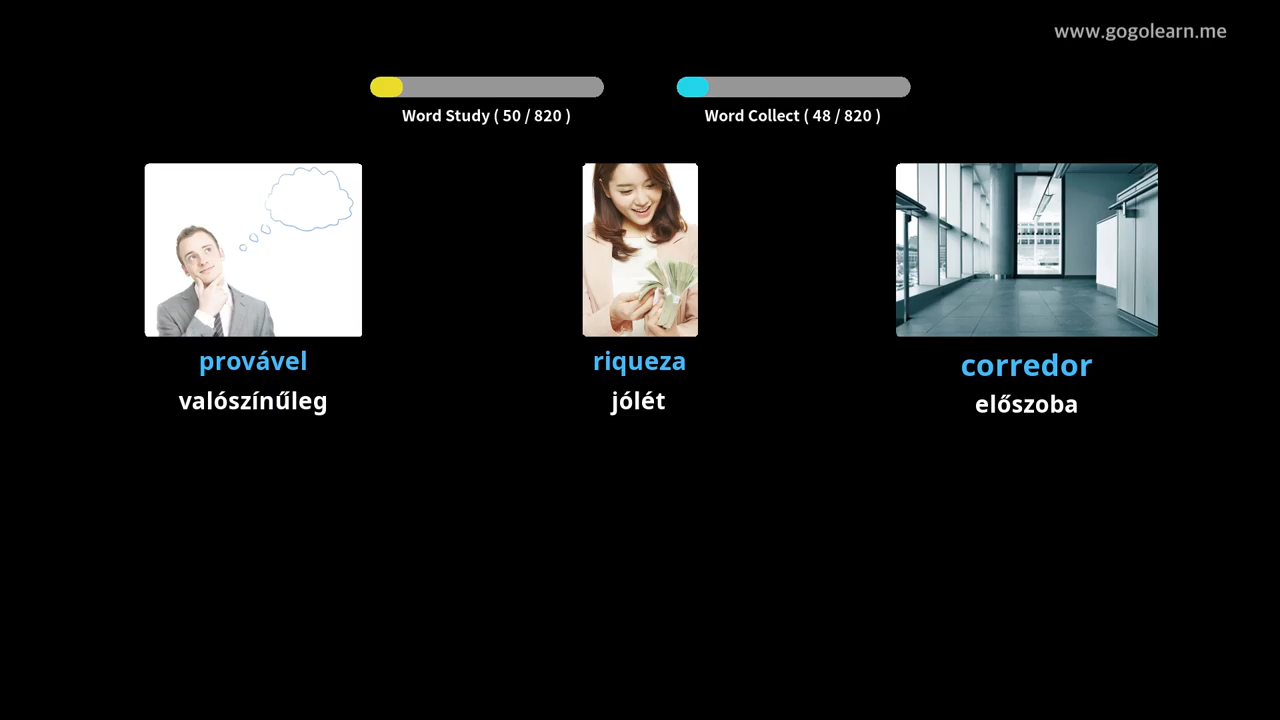 www.gogolearn.me
Word Study ( 50 / 820 )
Word Collect ( 48 / 820 )
provável
valószínűleg
riqueza
jólét
corredor
előszoba